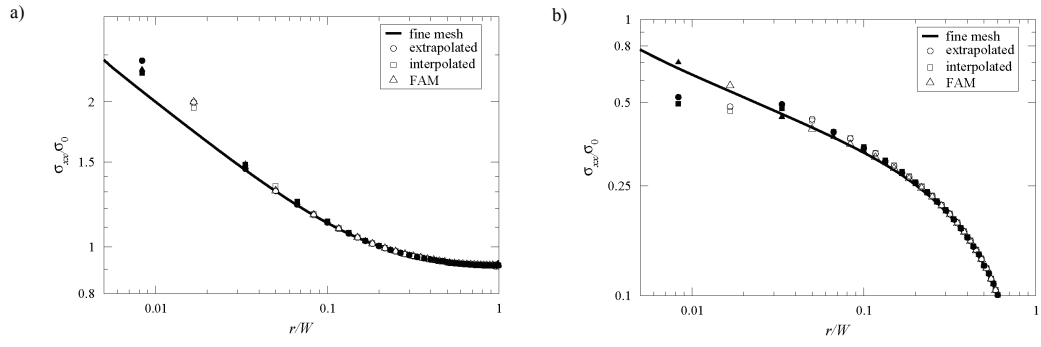 a)
fine mesh
extrapolated
interpolated
FAM
2
1.5
1
0.8
σxx/σ0
0.01
0.1
1
r/W
b)
fine mesh
extrapolated
interpolated
FAM
1
0.8
0.5
0.25
0.1
σxx/σ0
0.01
0.1
1
r/W